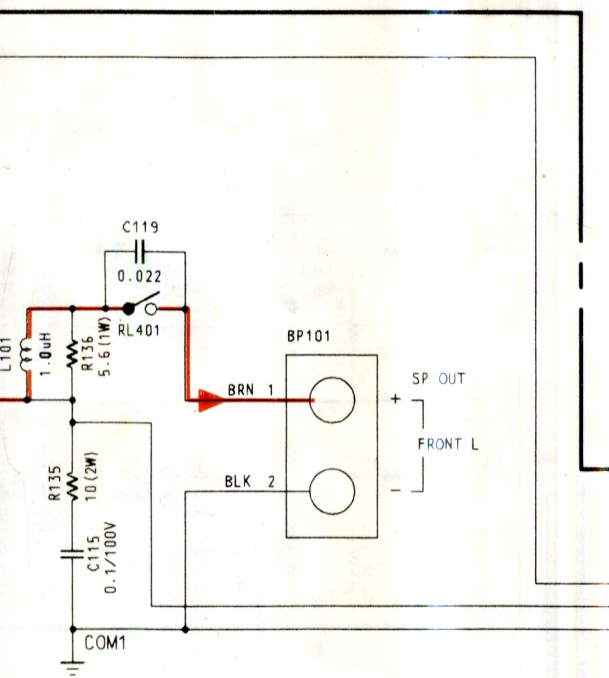 C119
0.022
RL401
L101
1.0uH
R136
5.6(1W)
BP101
BRN 1
+
SP OUT
FRONT L
BLK 2
-
R135
10(2W)
C115
0.1/100V
COM1